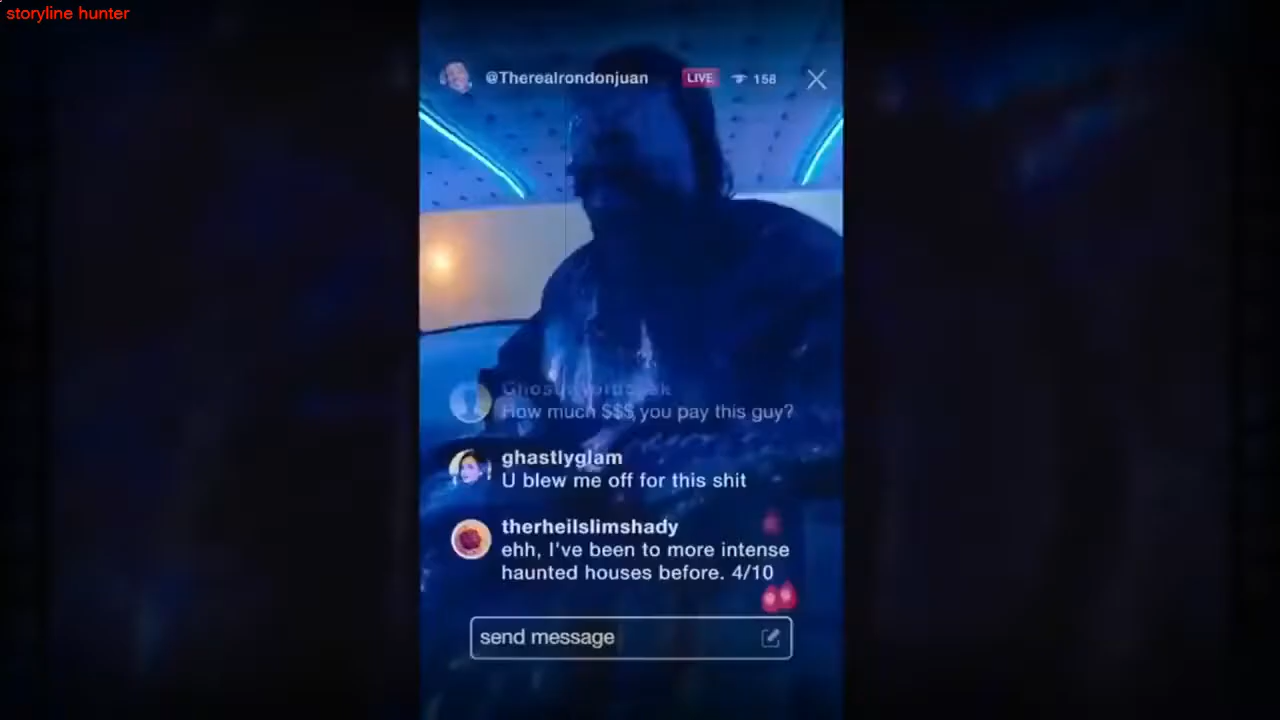 storyline hunter
@Therealrondonjuan LIVE 158
How much $$$ you pay this guy?
ghastlyglam
U blew me off for this shit
therheilslimshady
ehh, I've been to more intense
haunted houses before. 4/10
send message